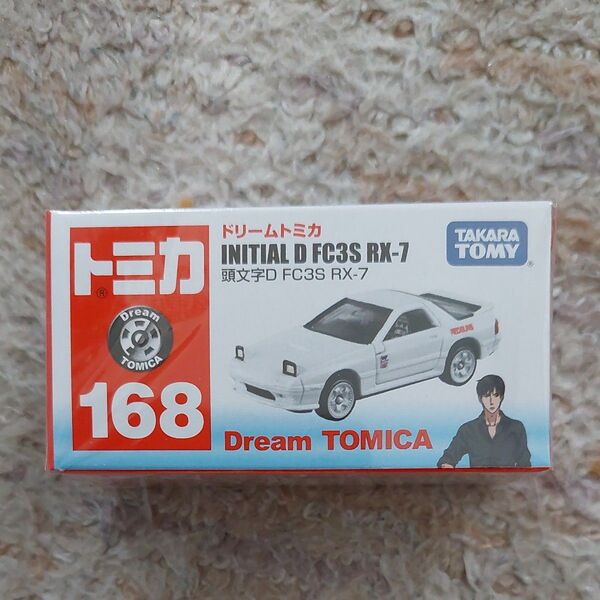 トミカ
®
Dream
TOMICA
168
ドリームトミカ
INITIAL D FC3S RX-7
頭文字D FC3S RX-7
TAKARA
TOMY
®
Dream TOMICA